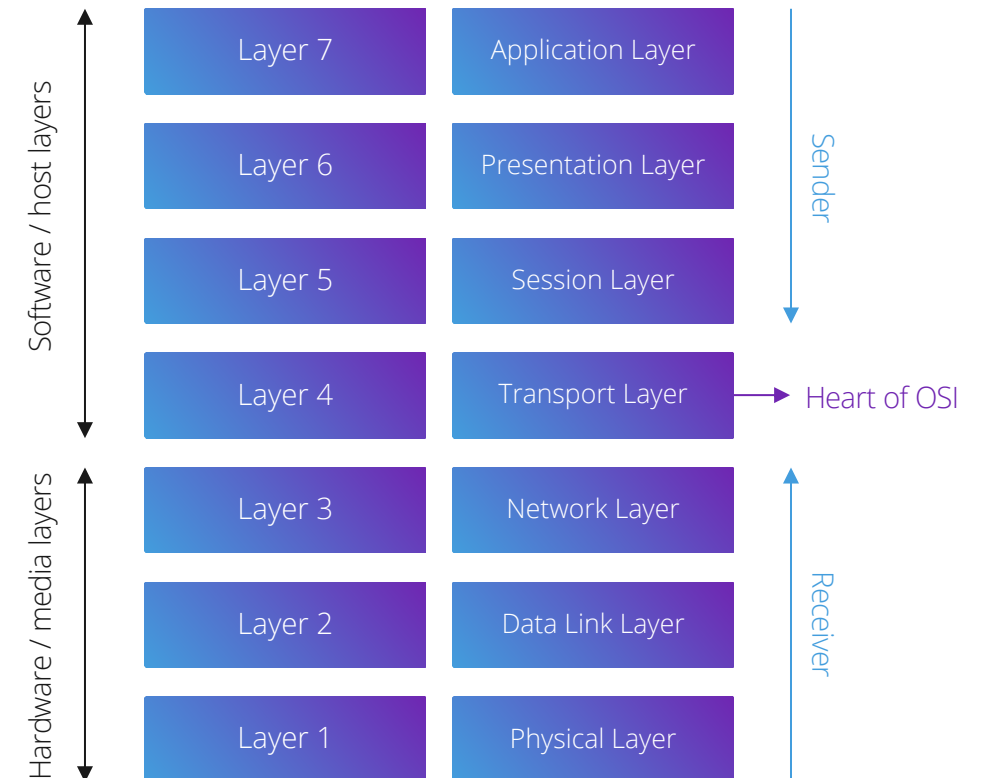 Software / host layers
Hardware / media layers
Layer 7
Application Layer
Layer 6
Presentation Layer
Layer 5
Session Layer
Layer 4
Transport Layer
Layer 3
Network Layer
Layer 2
Data Link Layer
Layer 1
Physical Layer
Sender
Heart of OSI
Receiver